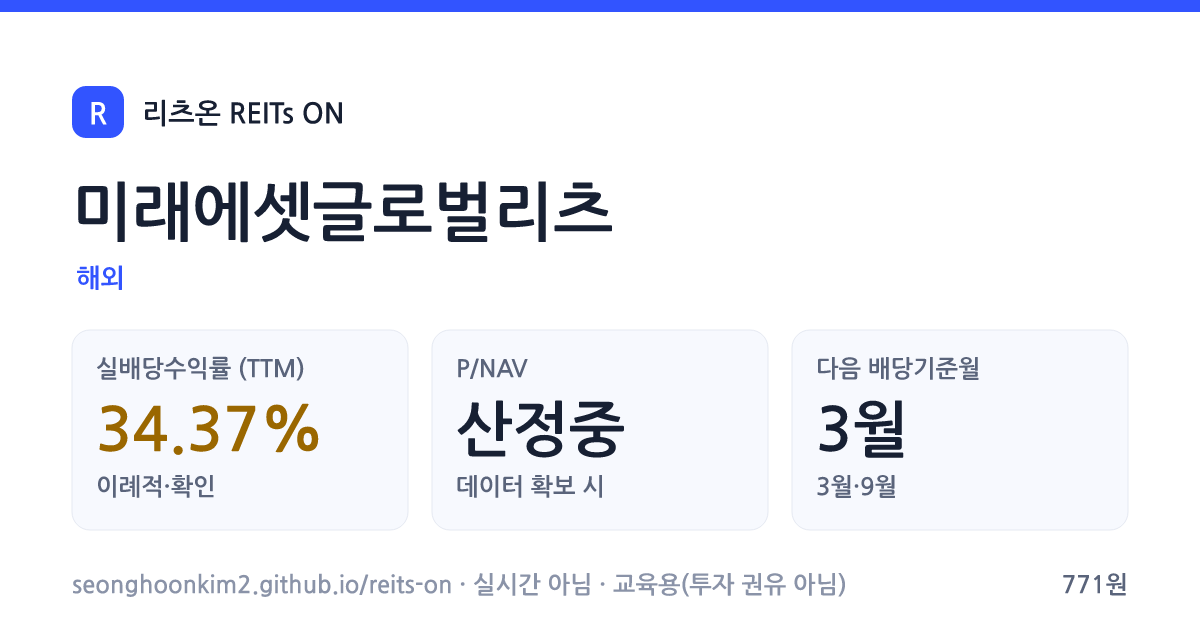 R 리츠온 REITs ON
미래에셋글로벌리츠
해외
실배당수익률 (TTM)
34.37%
이례적·확인
P/NAV
산정중
데이터 확보 시
다음 배당기준월
3월
3월·9월
seonghoonkim2.github.io/reits-on · 실시간 아님 · 교육용(투자 권유 아님)
771원